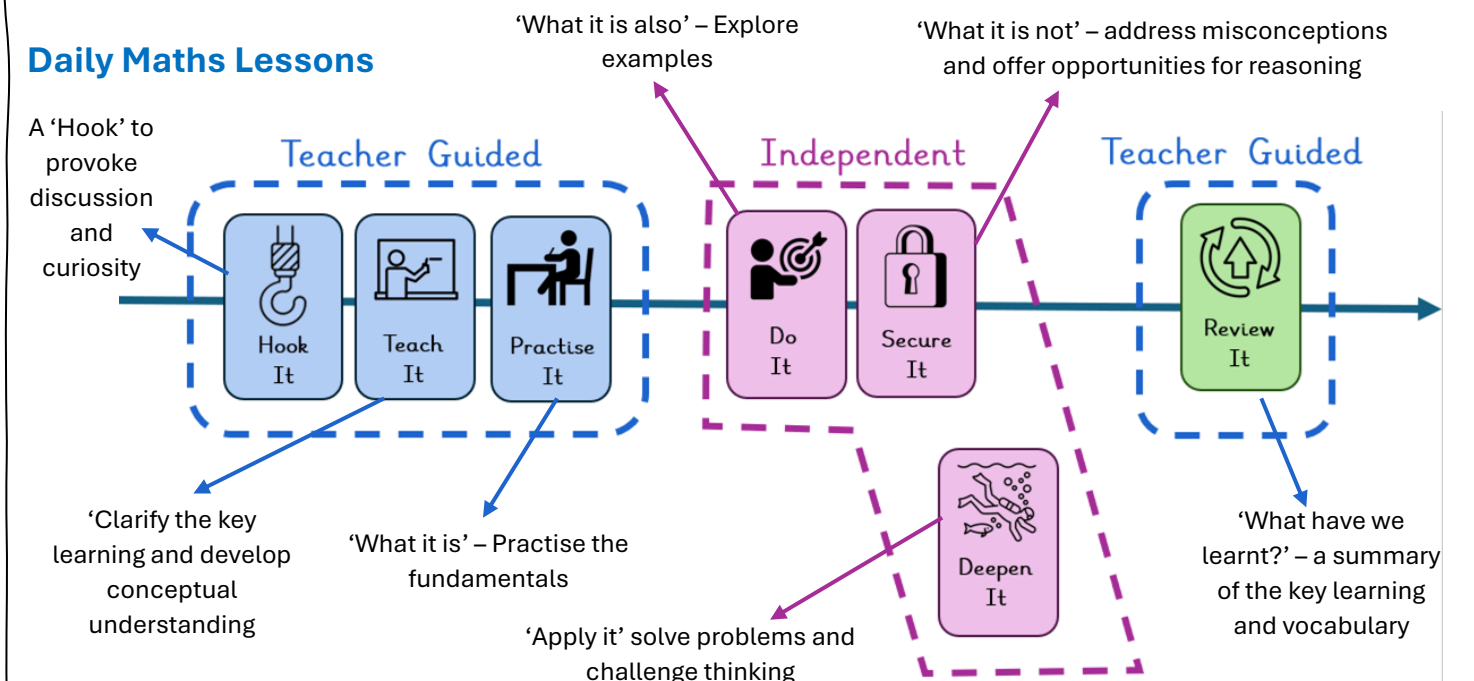 Daily Maths Lessons
‘What it is also’ – Explore
examples
‘What it is not’ – address misconceptions
and offer opportunities for reasoning
A ‘Hook’ to
provoke
discussion
and
curiosity
Teacher Guided
Independent
Teacher Guided
Hook
It
Teach
It
Practise
It
Do
It
Secure
It
Review
It
Deepen
It
‘Clarify the key
learning and develop
conceptual
understanding
‘What it is’ – Practise the
fundamentals
‘Apply it’ solve problems and
challenge thinking
‘What have we
learnt?’ – a summary
of the key learning
and vocabulary